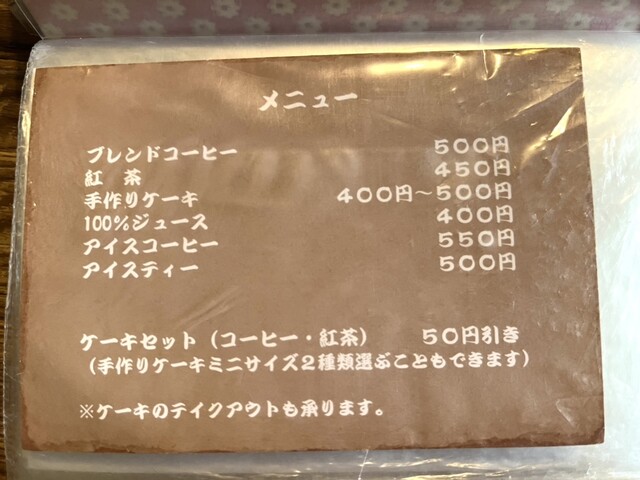 メニュー
ブレンドコーヒー ５００円
紅 茶 ４５０円
手作りケーキ ４００円～５００円
100％ジュース ４００円
アイスコーヒー ５５０円
アイスティー ５００円
ケーキセット（コーヒー・紅茶） ５０円引き
（手作りケーキミニサイズ２種類選ぶこともできます）
※ケーキのテイクアウトも承ります。